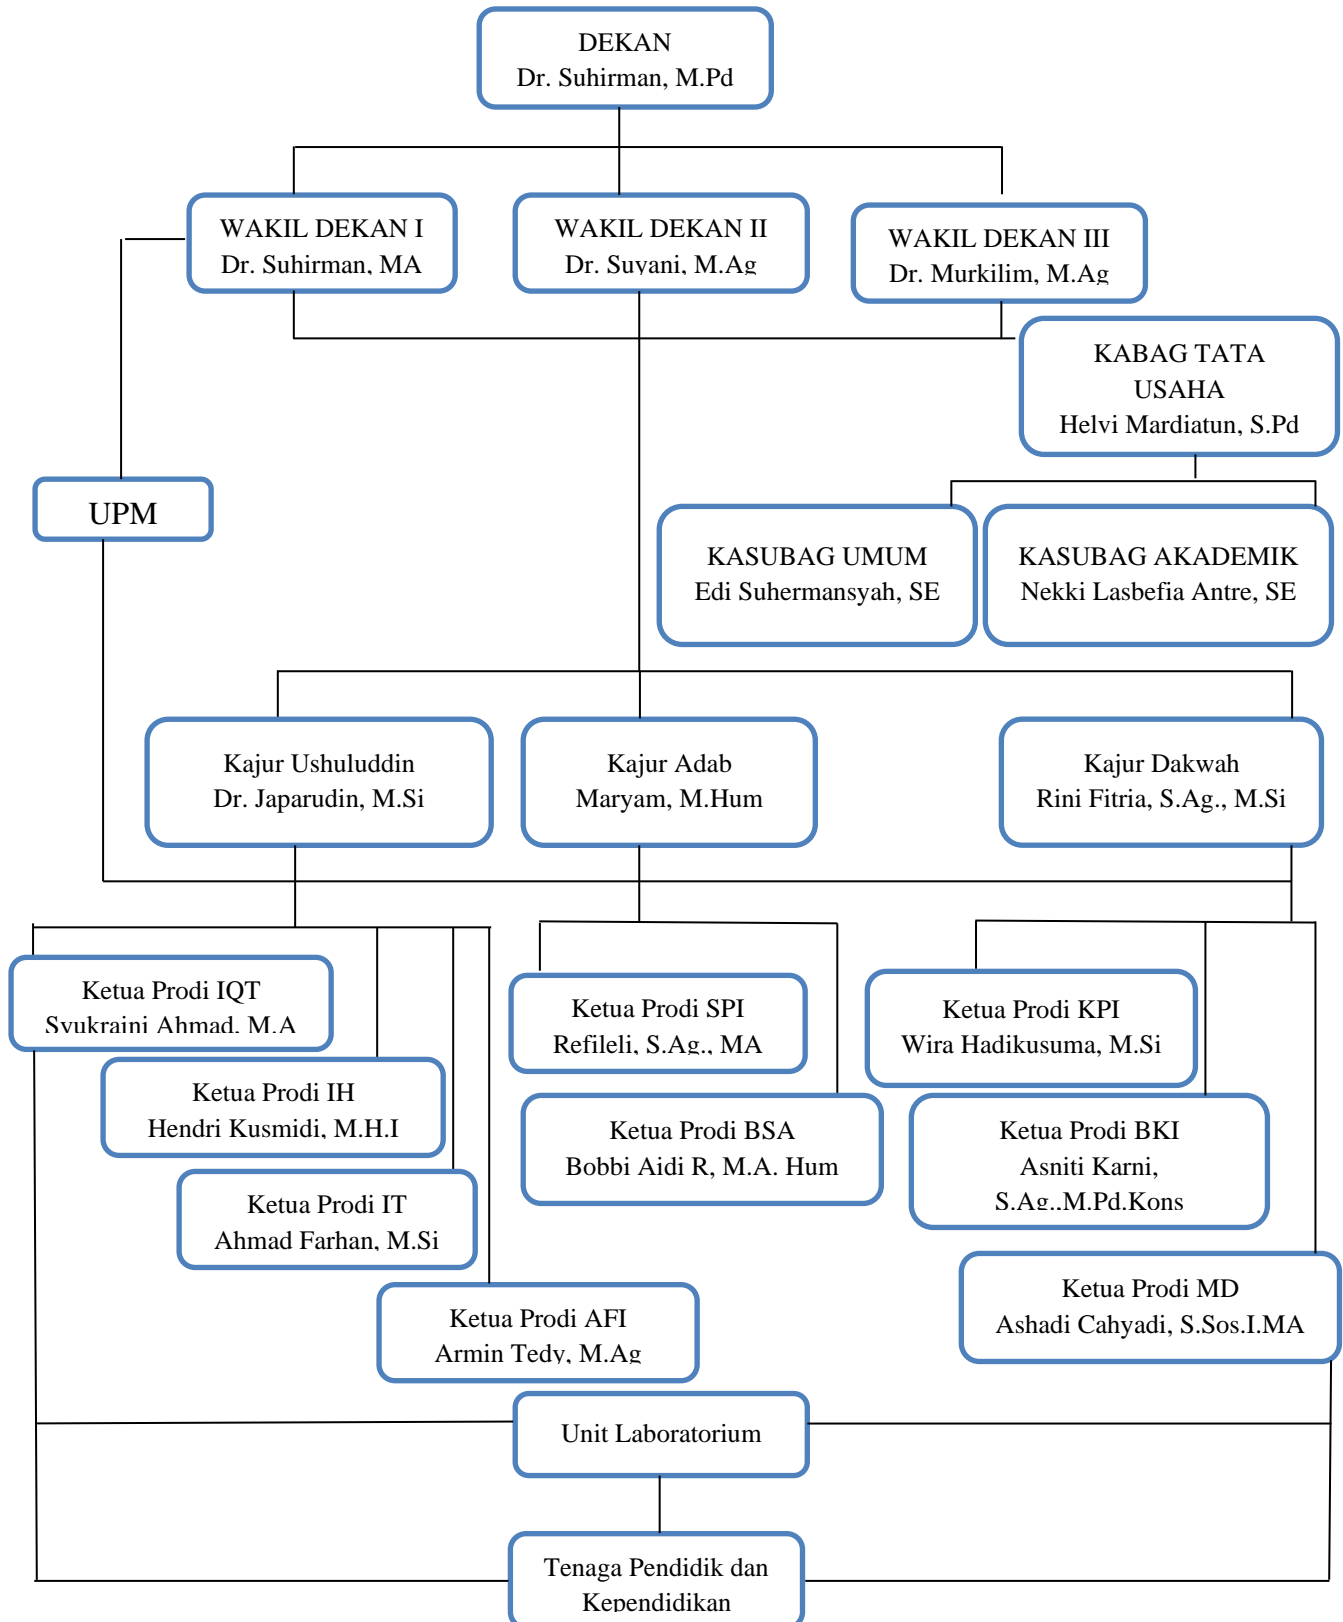 DEKAN
Dr. Suhirman, M.Pd
WAKIL DEKAN I
Dr. Suhirman, MA
WAKIL DEKAN II
Dr. Suyani, M.Ag
WAKIL DEKAN III
Dr. Murkilim, M.Ag
KABAG TATA
USAHA
Helvi Mardiatun, S.Pd
UPM
KASUBAG UMUM
Edi Suhermansyah, SE
KASUBAG AKADEMIK
Nekki Lasbefia Antre, SE
Kajur Ushuluddin
Dr. Japarudin, M.Si
Kajur Adab
Maryam, M.Hum
Kajur Dakwah
Rini Fitria, S.Ag., M.Si
Ketua Prodi IQT
Syukraini Ahmad, M.A
Ketua Prodi IH
Hendri Kusmidi, M.H.I
Ketua Prodi IT
Ahmad Farhan, M.Si
Ketua Prodi AFI
Armin Tedy, M.Ag
Ketua Prodi SPI
Refileli, S.Ag., MA
Ketua Prodi BSA
Bobbi Aidi R, M.A. Hum
Ketua Prodi KPI
Wira Hadikusuma, M.Si
Ketua Prodi BKI
Asniti Karni,
S.Ag.,M.Pd.Kons
Ketua Prodi MD
Ashadi Cahyadi, S.Sos.I.MA
Unit Laboratorium
Tenaga Pendidik dan
Kependidikan